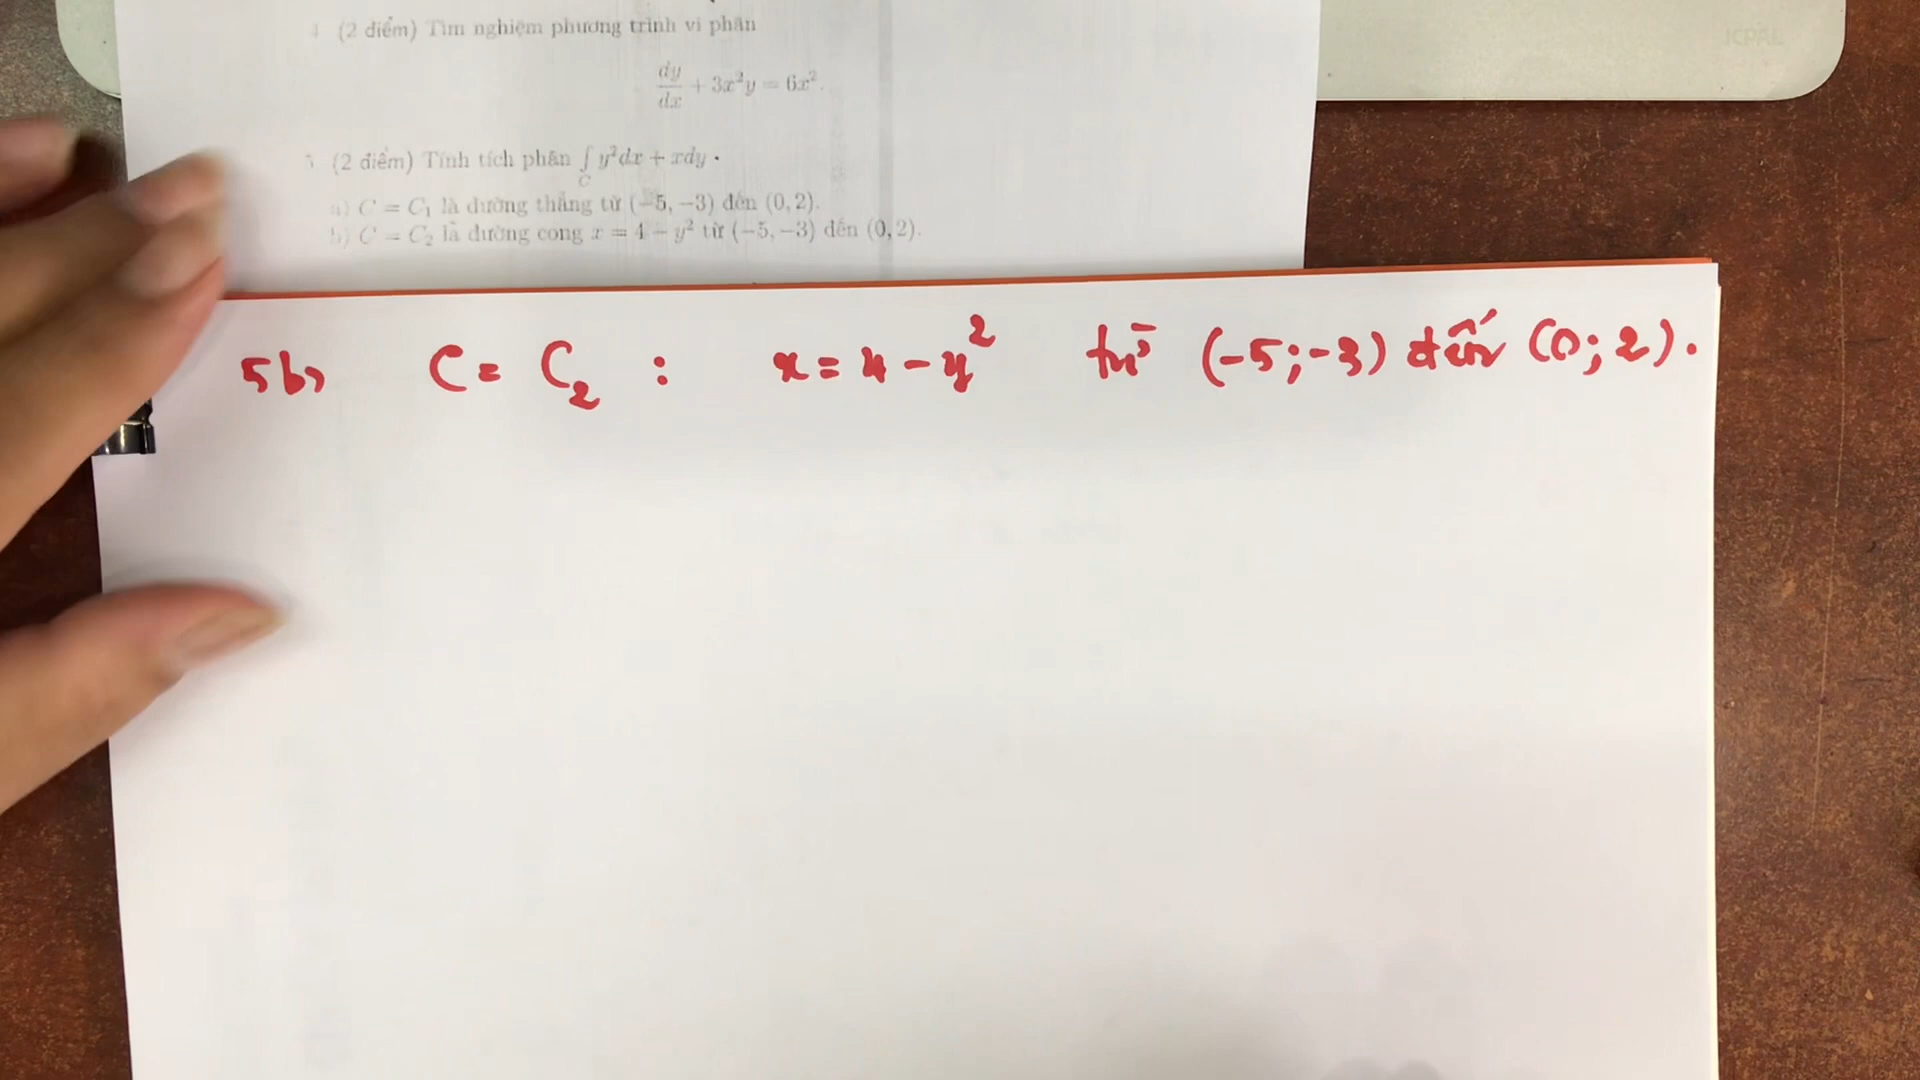 4 (2 điểm) Tìm nghiệm phương trình vi phân
dy/dx + 3x²y = 6x².
5 (2 điểm) Tính tích phân ∫_C y²dx + xdy.
a) C = C₁ là đường thẳng từ (−5, −3) đến (0, 2).
b) C = C₂ là đường cong x = 4 − y² từ (−5, −3) đến (0, 2).
5b) C = C₂ : x = 4 − y² từ (−5; −3) đến (0; 2).